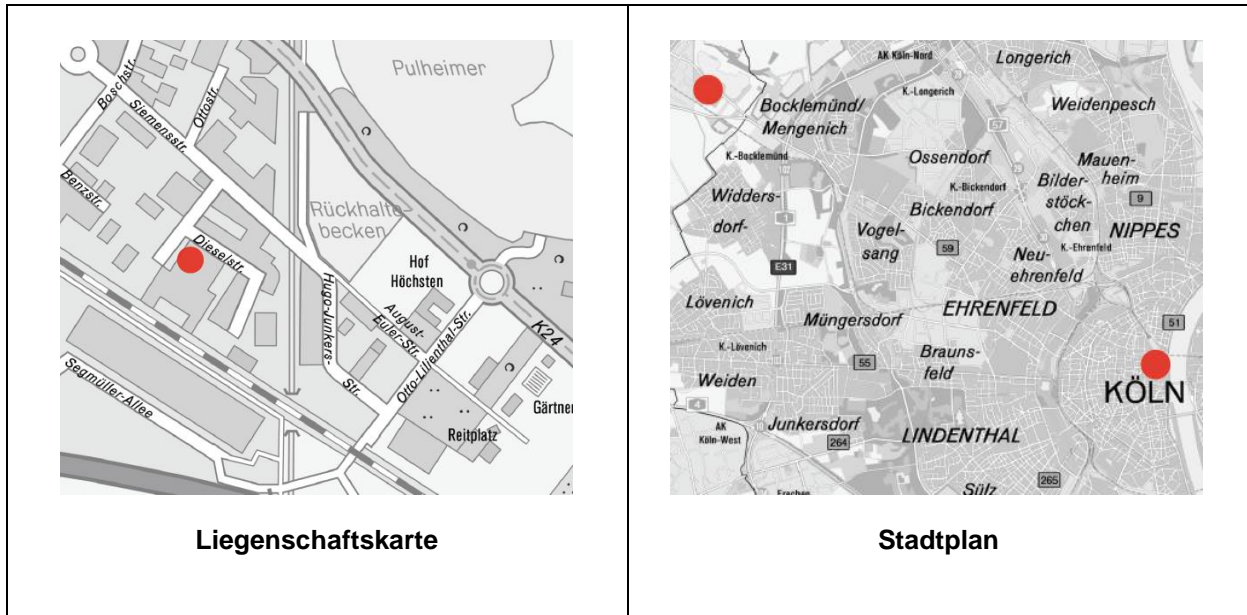 Pulheimer
Boschstr.
Ottostr.
Siemensstr.
Benzstr.
Rückhalte-
becken
Dieselstr.
Hof
Höchsten
Hugo-Junkers-
Str.
August-
Euler-Str.
Otto-Lilienthal-Str.
K24
Segmüller-Allee
Gärtner
Reitplatz
Liegenschaftskarte
AK Köln-Nord
Longerich
K.-Longerich
Bocklemünd/
Mengenich
Weidenpesch
57
K.-Bocklemünd
Ossendorf
Mauen-
heim
K.-Bickendorf
Bilder-
stöck-
chen
9
Widders-
dorf-
1
Bickendorf
Vogel-
sang
59
NIPPES
K.-Ehrenfeld
Neu-
ehrenfeld
E31
Lövenich
EHRENFELD
Müngersdorf
51
K.-Lövenich
Brauns-
feld
55
Weiden
KÖLN
4
AK
Köln-West
Junkersdorf
264
LINDENTHAL
265
Sülz
Stadtplan